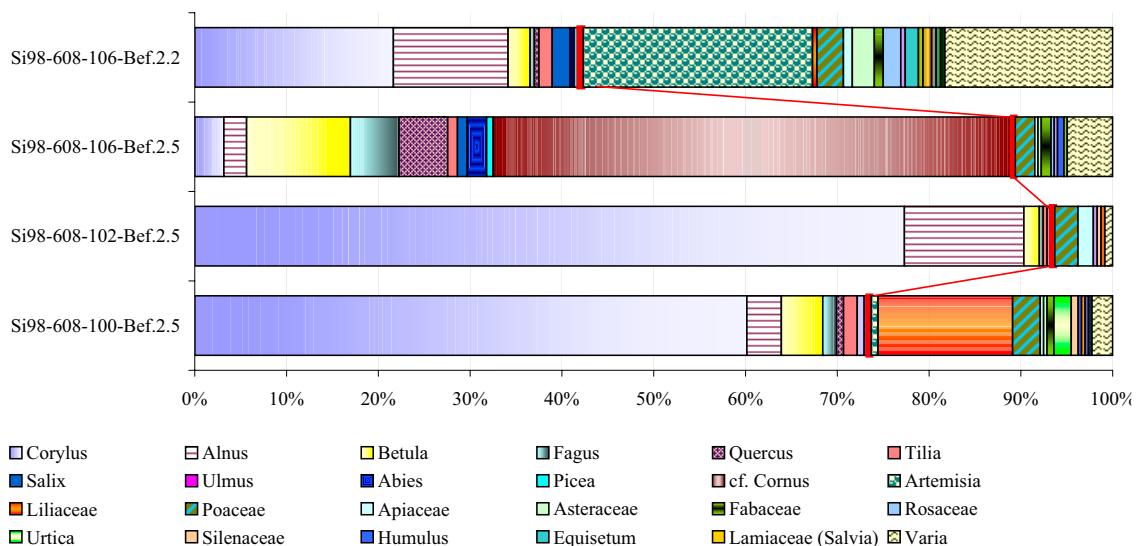 Si98-608-106-Bef.2.2
Si98-608-106-Bef.2.5
Si98-608-102-Bef.2.5
Si98-608-100-Bef.2.5
0% 10% 20% 30% 40% 50% 60% 70% 80% 90% 100%
Corylus Alnus Betula Fagus Quercus Tilia
Salix Ulmus Abies Picea cf. Cornus Artemisia
Liliaceae Poaceae Apiaceae Asteraceae Fabaceae Rosaceae
Urtica Silenaceae Humulus Equisetum Lamiaceae (Salvia) Varia